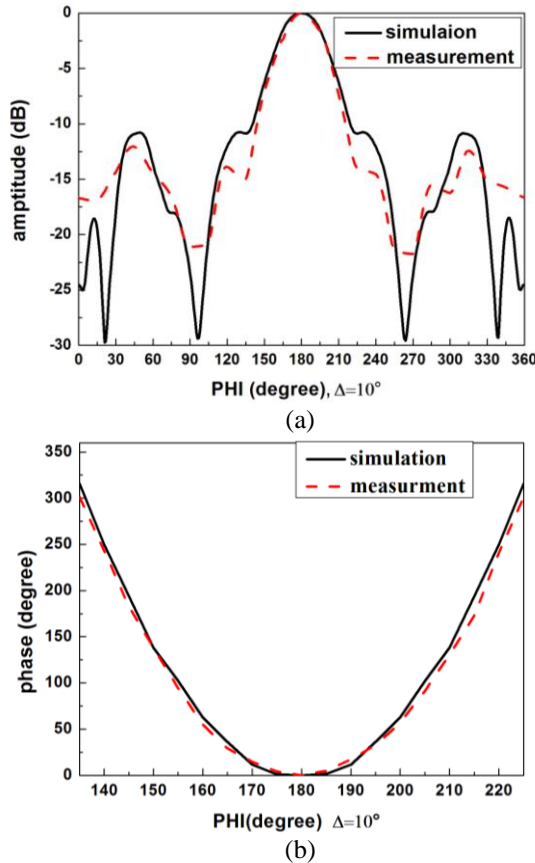 simulaion
measurement
0
-5
-10
-15
-20
-25
-30
amptitude (dB)
0 30 60 90 120 150 180 210 240 270 300 330 360
PHI (degree), Δ=10°
(a)
simulation
measurment
350
300
250
200
150
100
50
0
phase (degree)
140 150 160 170 180 190 200 210 220
PHI(degree) Δ=10°
(b)